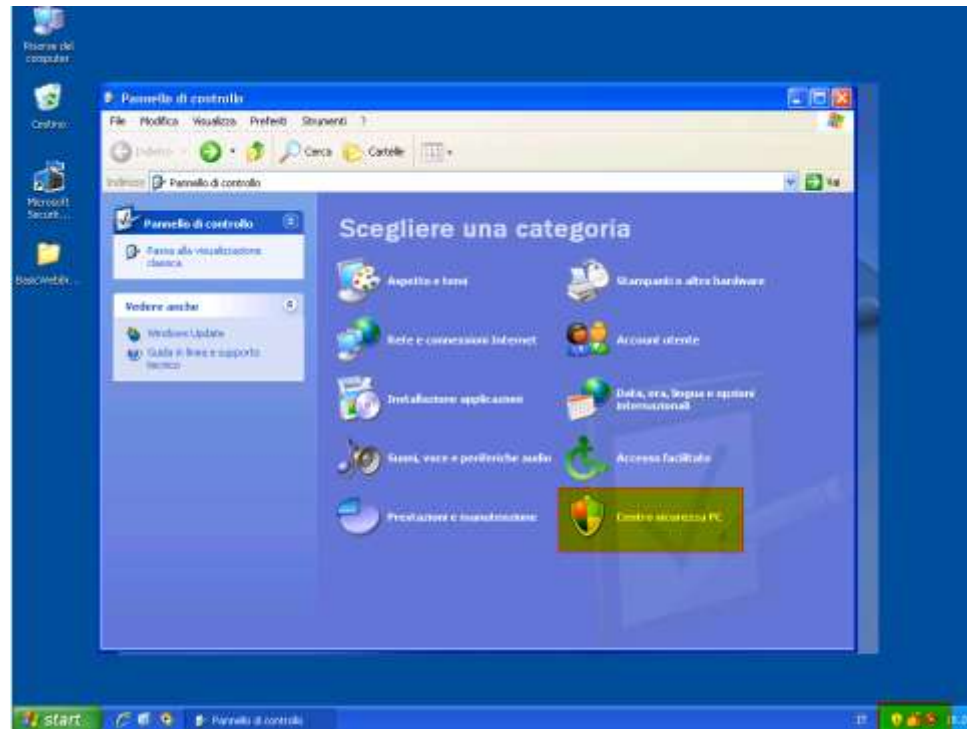 Risorse del
computer
Cestino
Microsoft
Securit...
Pannello di controllo
File Modifica Visualizza Preferiti Strumenti ?
Indietro
Cerca
Cartelle
Indirizzo
Pannello di controllo
Vai
Pannello di controllo
Passa alla visualizzazione
classica
Vedere anche
Windows Update
Guida in linea e supporto
tecnico
Scegliere una categoria
Aspetto e temi
Stampanti e altro hardware
Rete e connessioni Internet
Account utente
Installazione applicazioni
Data, ora, lingua e opzioni
internazionali
Suoni, voce e periferiche audio
Accesso facilitato
Prestazioni e manutenzione
Centro sicurezza PC
start
Pannello di controllo
IT